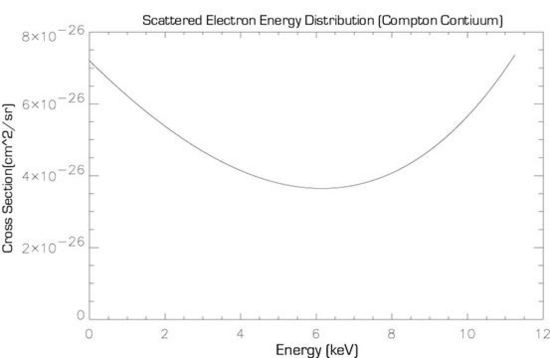 Scattered Electron Energy Distribution (Compton Contiuum)
8×10^-26
6×10^-26
4×10^-26
2×10^-26
0
Cross Section(cm^2/sr)
0 2 4 6 8 10 12
Energy (keV)